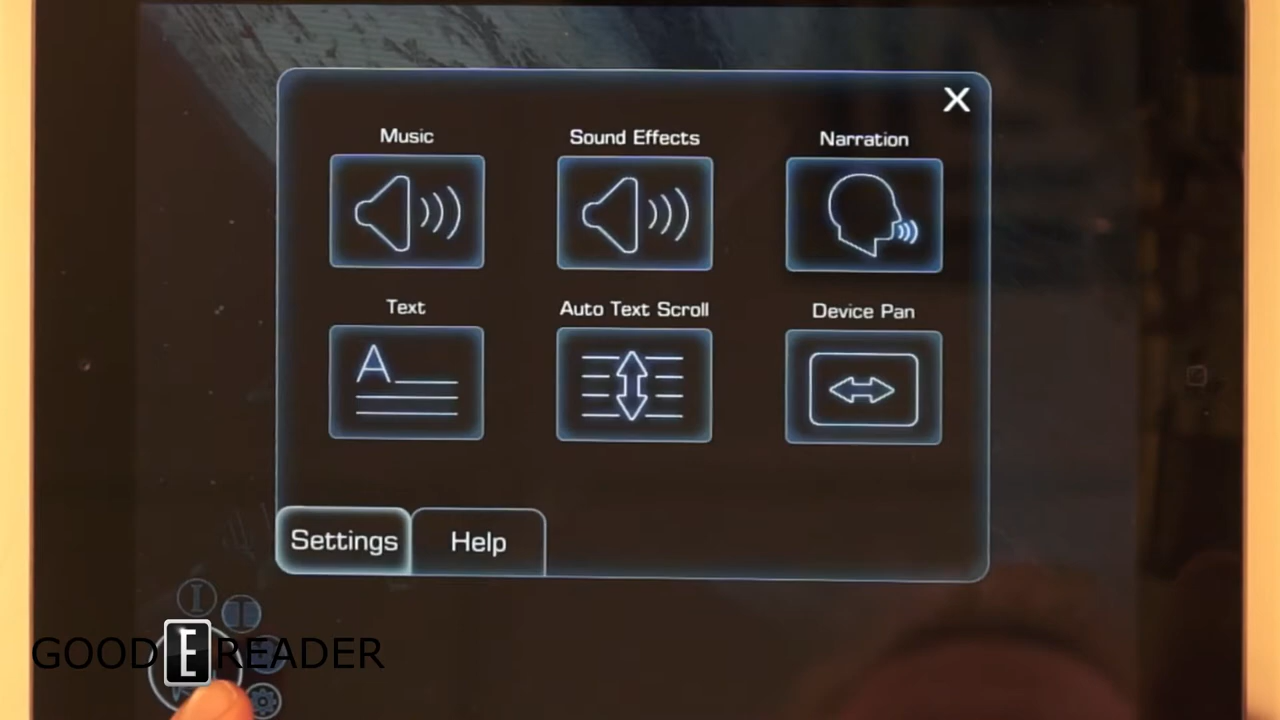 X
Music
Sound Effects
Narration
Text
Auto Text Scroll
Device Pan
A
Settings
Help
GOOD E READER